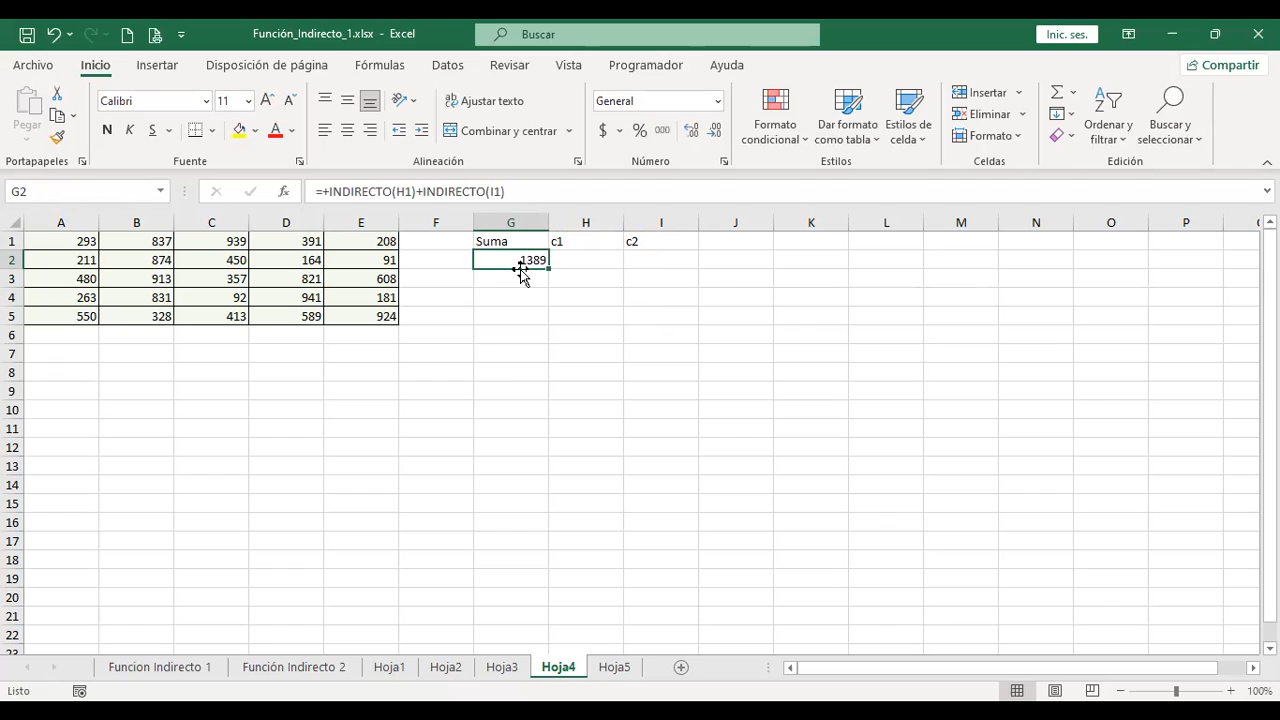 Función_Indirecto_1.xlsx - Excel
Buscar
Inic. ses.
Archivo Inicio Insertar Disposición de página Fórmulas Datos Revisar Vista Programador Ayuda Compartir
Pegar
Calibri 11
N K S A
Ajustar texto
Combinar y centrar
General
$ % 000
Formato condicional
Dar formato como tabla
Estilos de celda
Insertar
Eliminar
Formato
Ordenar y filtrar
Buscar y seleccionar
Portapapeles Fuente Alineación Número Estilos Celdas Edición
G2 fx =+INDIRECTO(H1)+INDIRECTO(I1)
A B C D E F G H I J K L M N O P
1 293 837 939 391 208 Suma c1 c2
2 211 874 450 164 91 1389
3 480 913 357 821 608
4 263 831 92 941 181
5 550 328 413 589 924
6
7
8
9
10
11
12
13
14
15
16
17
18
19
20
21
22
23
Funcion Indirecto 1 Función Indirecto 2 Hoja1 Hoja2 Hoja3 Hoja4 Hoja5
Listo 100%